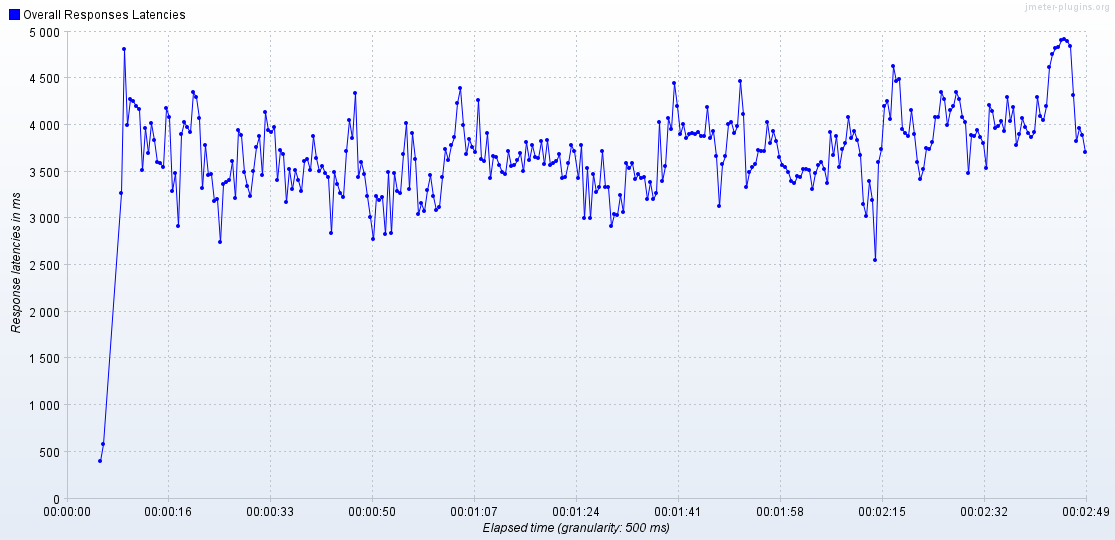 Overall Responses Latencies
jmeter-plugins.org
5 000
4 500
4 000
3 500
3 000
2 500
2 000
1 500
1 000
500
0
Response latencies in ms
00:00:00 00:00:16 00:00:33 00:00:50 00:01:07 00:01:24 00:01:41 00:01:58 00:02:15 00:02:32 00:02:49
Elapsed time (granularity: 500 ms)